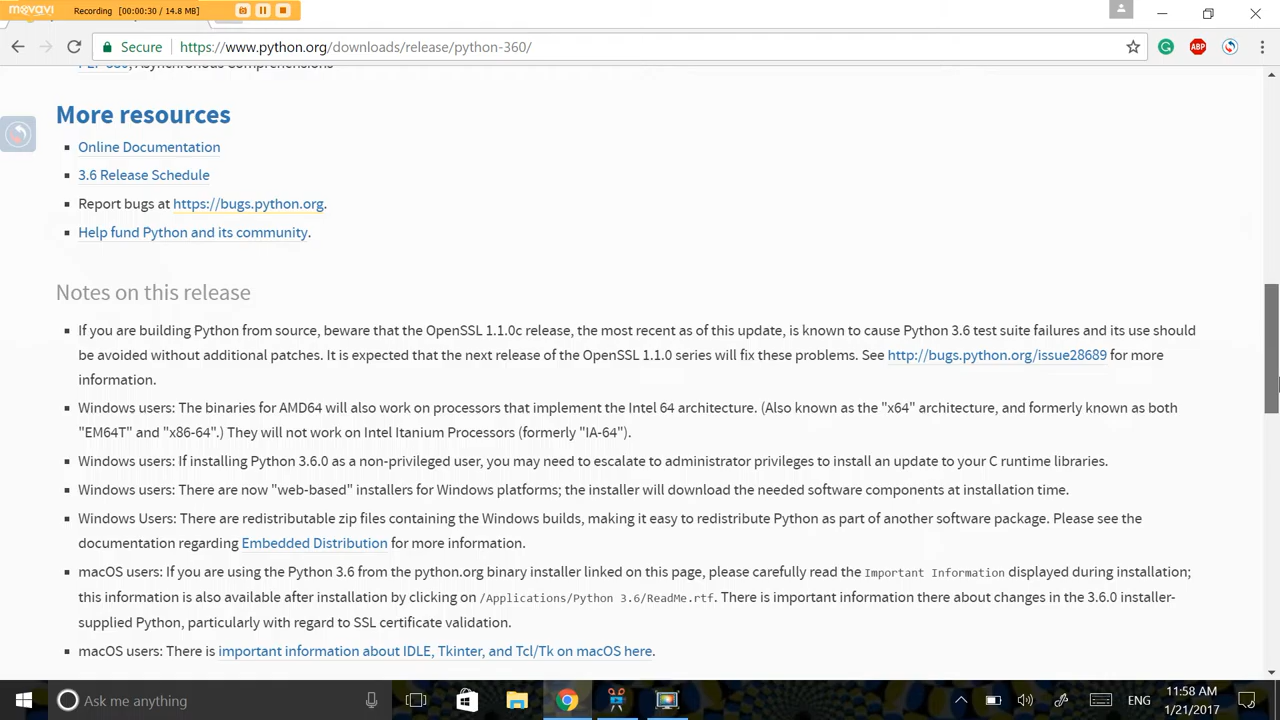 movavi Recording [00:00:30 / 14.8 MB]
Secure https://www.python.org/downloads/release/python-360/ ABP
, Asynchronous Comprehensions
More resources
Online Documentation
3.6 Release Schedule
Report bugs at https://bugs.python.org.
Help fund Python and its community.
Notes on this release
If you are building Python from source, beware that the OpenSSL 1.1.0c release, the most recent as of this update, is known to cause Python 3.6 test suite failures and its use should
be avoided without additional patches. It is expected that the next release of the OpenSSL 1.1.0 series will fix these problems. See http://bugs.python.org/issue28689 for more
information.
Windows users: The binaries for AMD64 will also work on processors that implement the Intel 64 architecture. (Also known as the "x64" architecture, and formerly known as both
"EM64T" and "x86-64".) They will not work on Intel Itanium Processors (formerly "IA-64").
Windows users: If installing Python 3.6.0 as a non-privileged user, you may need to escalate to administrator privileges to install an update to your C runtime libraries.
Windows users: There are now "web-based" installers for Windows platforms; the installer will download the needed software components at installation time.
Windows Users: There are redistributable zip files containing the Windows builds, making it easy to redistribute Python as part of another software package. Please see the
documentation regarding Embedded Distribution for more information.
macOS users: If you are using the Python 3.6 from the python.org binary installer linked on this page, please carefully read the Important Information displayed during installation;
this information is also available after installation by clicking on /Applications/Python 3.6/ReadMe.rtf. There is important information there about changes in the 3.6.0 installer-
supplied Python, particularly with regard to SSL certificate validation.
macOS users: There is important information about IDLE, Tkinter, and Tcl/Tk on macOS here.
Ask me anything ENG 11:58 AM
1/21/2017